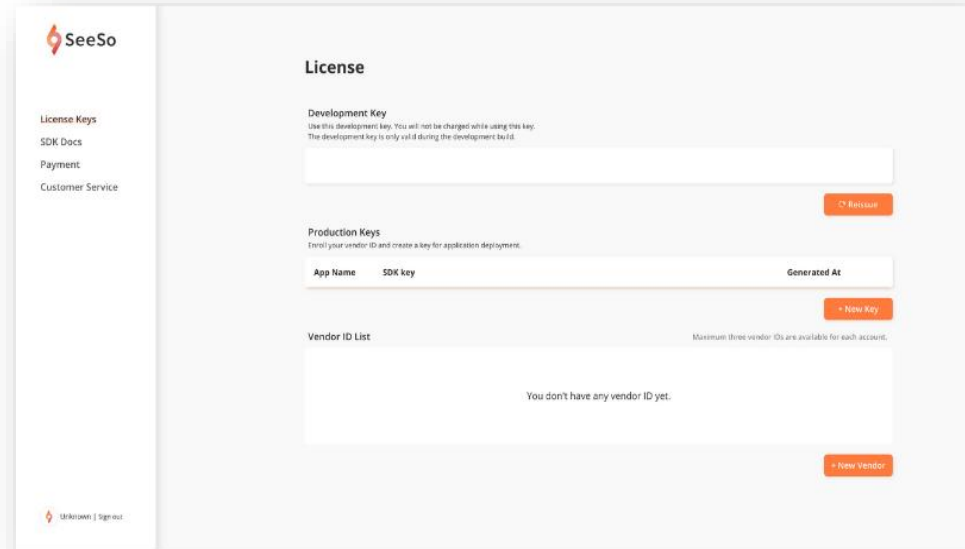 SeeSo
License Keys
SDK Docs
Payment
Customer Service
Unknown | Sign out
License
Development Key
Use this development key. You will not be charged while using this key.
The development key is only valid during the development build.
Reissue
Production Keys
Enroll your vendor ID and create a key for application deployment.
App Name SDK key Generated At
+ New Key
Vendor ID List Maximum three vendor IDs are available for each account.
You don't have any vendor ID yet.
+ New Vendor